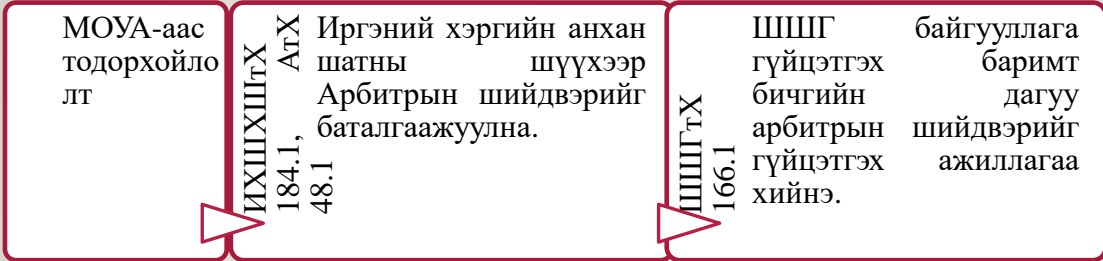 МОУА-аас
тодорхойло
лт
ИХШХШтХ АтХ
184.1,
48.1
Иргэний хэргийн анхан
шатны шүүхээр
Арбитрын шийдвэрийг
баталгаажуулна.
ШШГтХ
166.1
ШШГ байгууллага
гүйцэтгэх баримт
бичгийн дагуу
арбитрын шийдвэрийг
гүйцэтгэх ажиллагаа
хийнэ.